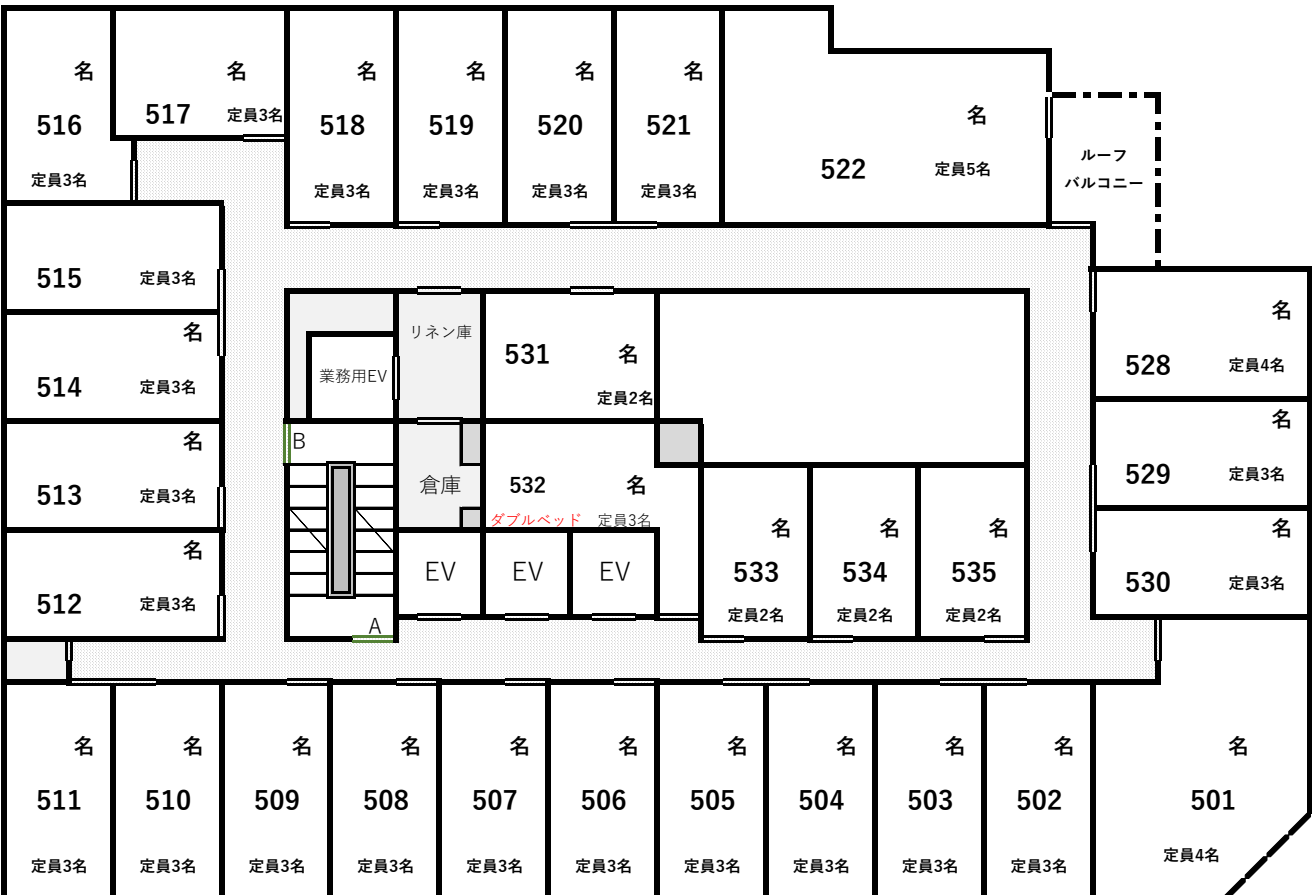 名
516
定員3名
名
517
定員3名
名
518
定員3名
名
519
定員3名
名
520
定員3名
名
521
定員3名
名
522
定員5名
ルーフ
バルコニー
515
定員3名
名
514
定員3名
名
513
定員3名
名
512
定員3名
リネン庫
業務用EV
B
倉庫
A
名
531
定員2名
532
名
ダブルベッド
定員3名
EV
EV
EV
名
533
定員2名
名
534
定員2名
名
535
定員2名
名
528
定員4名
名
529
定員3名
名
530
定員3名
名
511
定員3名
名
510
定員3名
名
509
定員3名
名
508
定員3名
名
507
定員3名
名
506
定員3名
名
505
定員3名
名
504
定員3名
名
503
定員3名
名
502
定員3名
名
501
定員4名